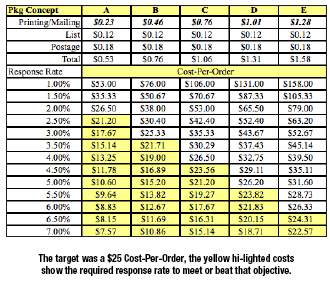 Pkg Concept A B C D E
Printing/Mailing $0.23 $0.46 $0.76 $1.01 $1.28
List $0.12 $0.12 $0.12 $0.12 $0.12
Postage $0.18 $0.18 $0.18 $0.18 $0.18
Total $0.53 $0.76 $1.06 $1.31 $1.58
Response Rate Cost-Per-Order
1.00% $53.00 $76.00 $106.00 $131.00 $158.00
1.50% $35.33 $50.67 $70.67 $87.33 $105.33
2.00% $26.50 $38.00 $53.00 $65.50 $79.00
2.50% $21.20 $30.40 $42.40 $52.40 $63.20
3.00% $17.67 $25.33 $35.33 $43.67 $52.67
3.50% $15.14 $21.71 $30.29 $37.43 $45.14
4.00% $13.25 $19.00 $26.50 $32.75 $39.50
4.50% $11.78 $16.89 $23.56 $29.11 $35.11
5.00% $10.60 $15.20 $21.20 $26.20 $31.60
5.50% $9.64 $13.82 $19.27 $23.82 $28.73
6.00% $8.83 $12.67 $17.67 $21.83 $26.33
6.50% $8.15 $11.69 $16.31 $20.15 $24.31
7.00% $7.57 $10.86 $15.14 $18.71 $22.57
The target was a $25 Cost-Per-Order, the yellow hi-lighted costs
show the required response rate to meet or beat that objective.